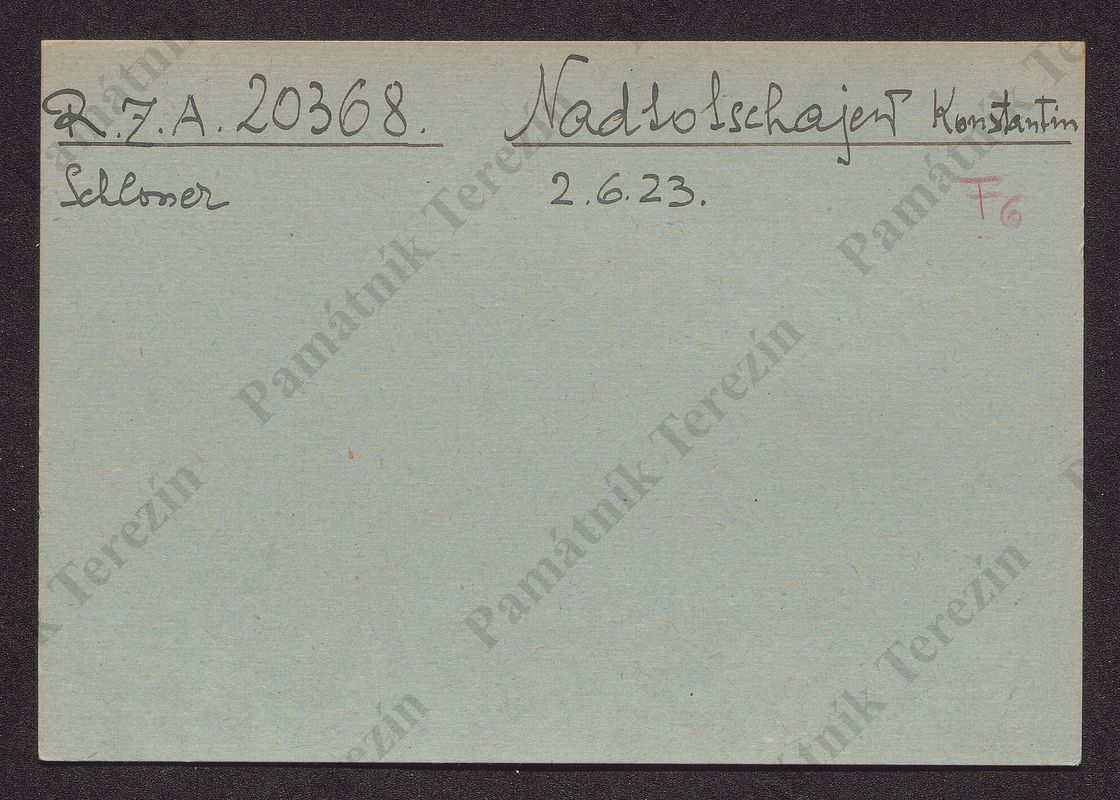 R.Z.A. 20368. Nadtotschajew Konstantin
Schlosser 2.6.23. F6
Památník Terezín